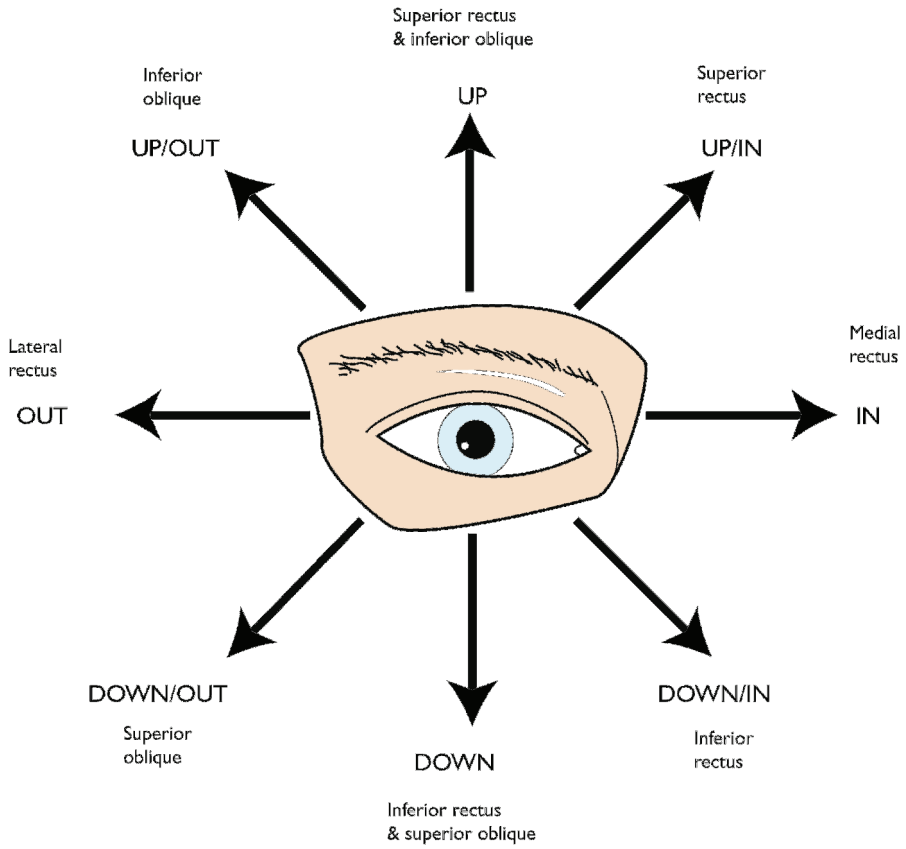 Superior rectus
& inferior oblique
UP
Inferior
oblique
UP/OUT
Superior
rectus
UP/IN
Lateral
rectus
OUT
Medial
rectus
IN
DOWN/OUT
Superior
oblique
DOWN
Inferior rectus
& superior oblique
DOWN/IN
Inferior
rectus